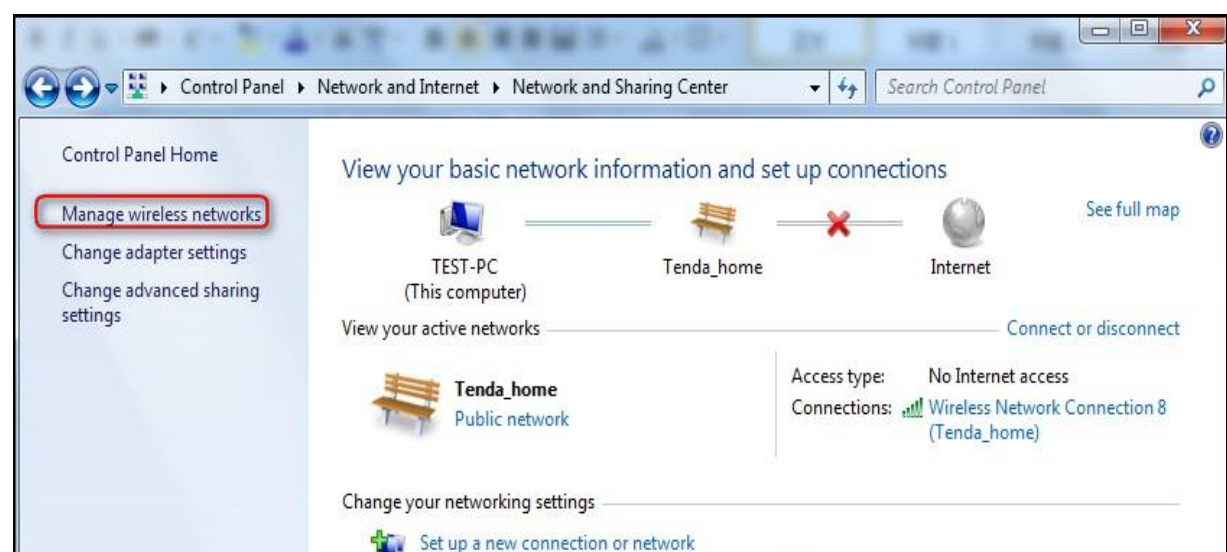 Control Panel ▸ Network and Internet ▸ Network and Sharing Center
Search Control Panel
Control Panel Home
Manage wireless networks
Change adapter settings
Change advanced sharing
settings
View your basic network information and set up connections
See full map
TEST-PC
(This computer)
Tenda_home
Internet
View your active networks
Connect or disconnect
Tenda_home
Public network
Access type: No Internet access
Connections: Wireless Network Connection 8
(Tenda_home)
Change your networking settings
Set up a new connection or network